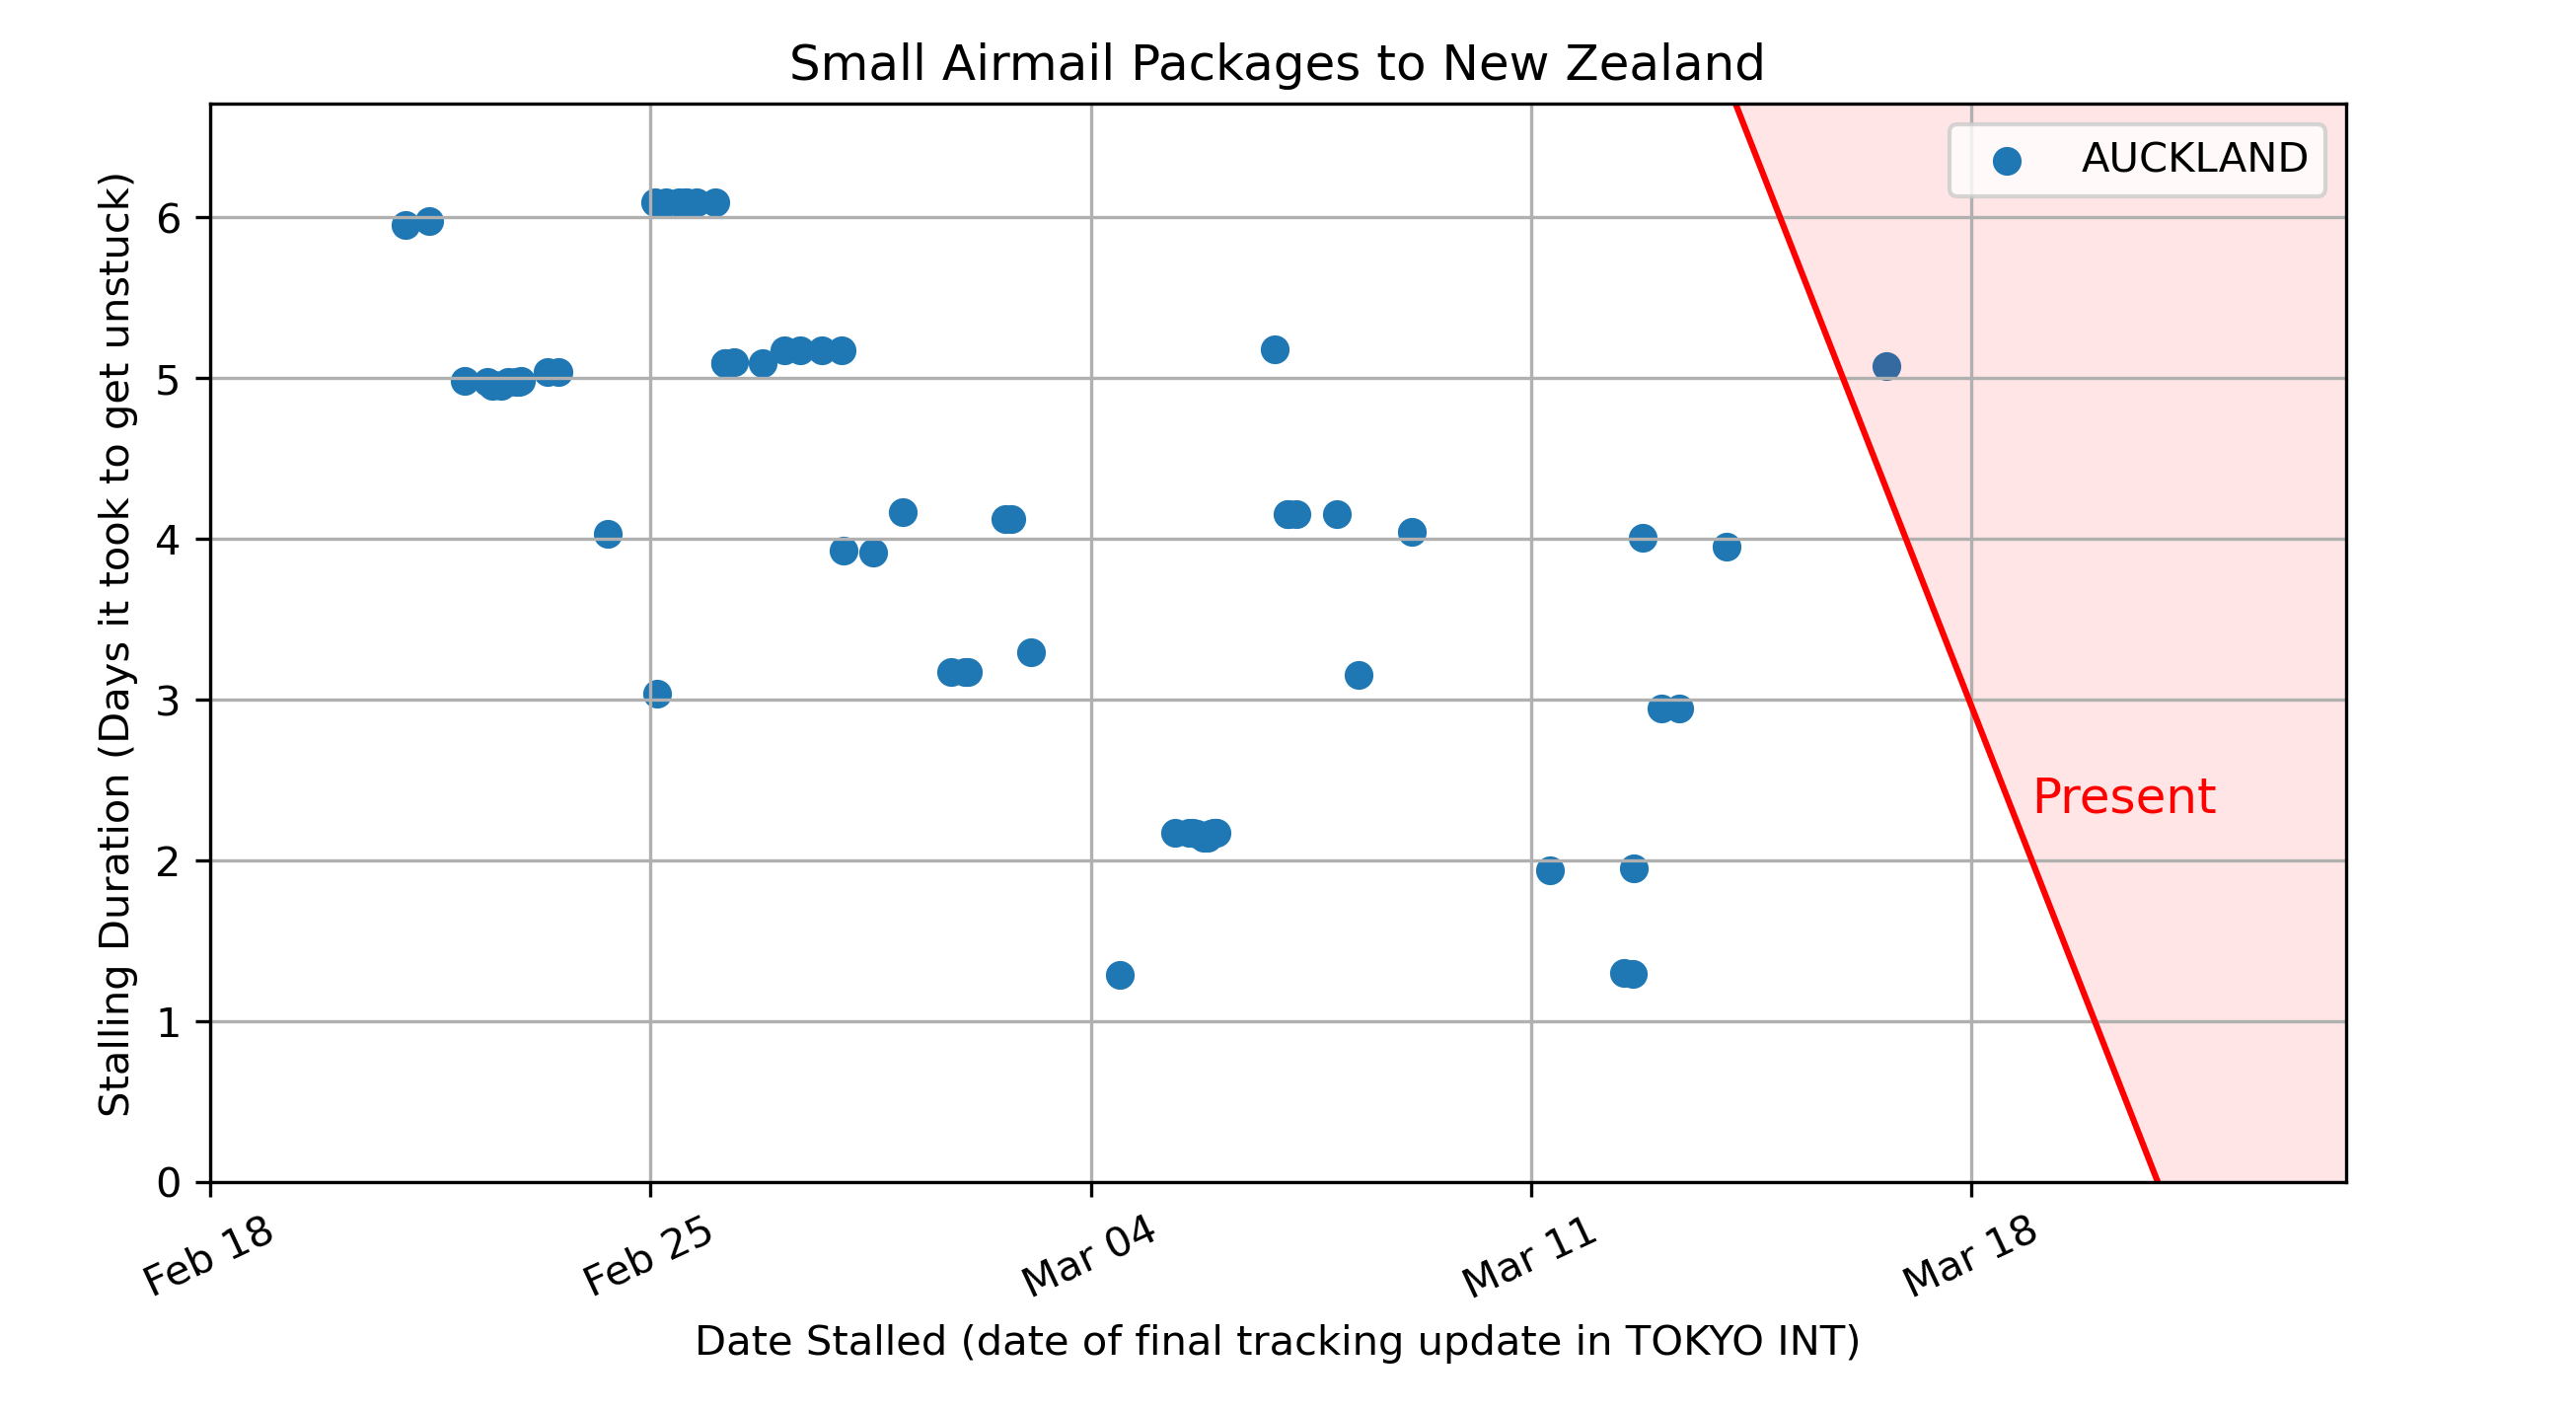 Small Airmail Packages to New Zealand
AUCKLAND
Stalling Duration (Days it took to get unstuck)
6
5
4
3
2
1
0
Present
Feb 18
Feb 25
Mar 04
Mar 11
Mar 18
Date Stalled (date of final tracking update in TOKYO INT)